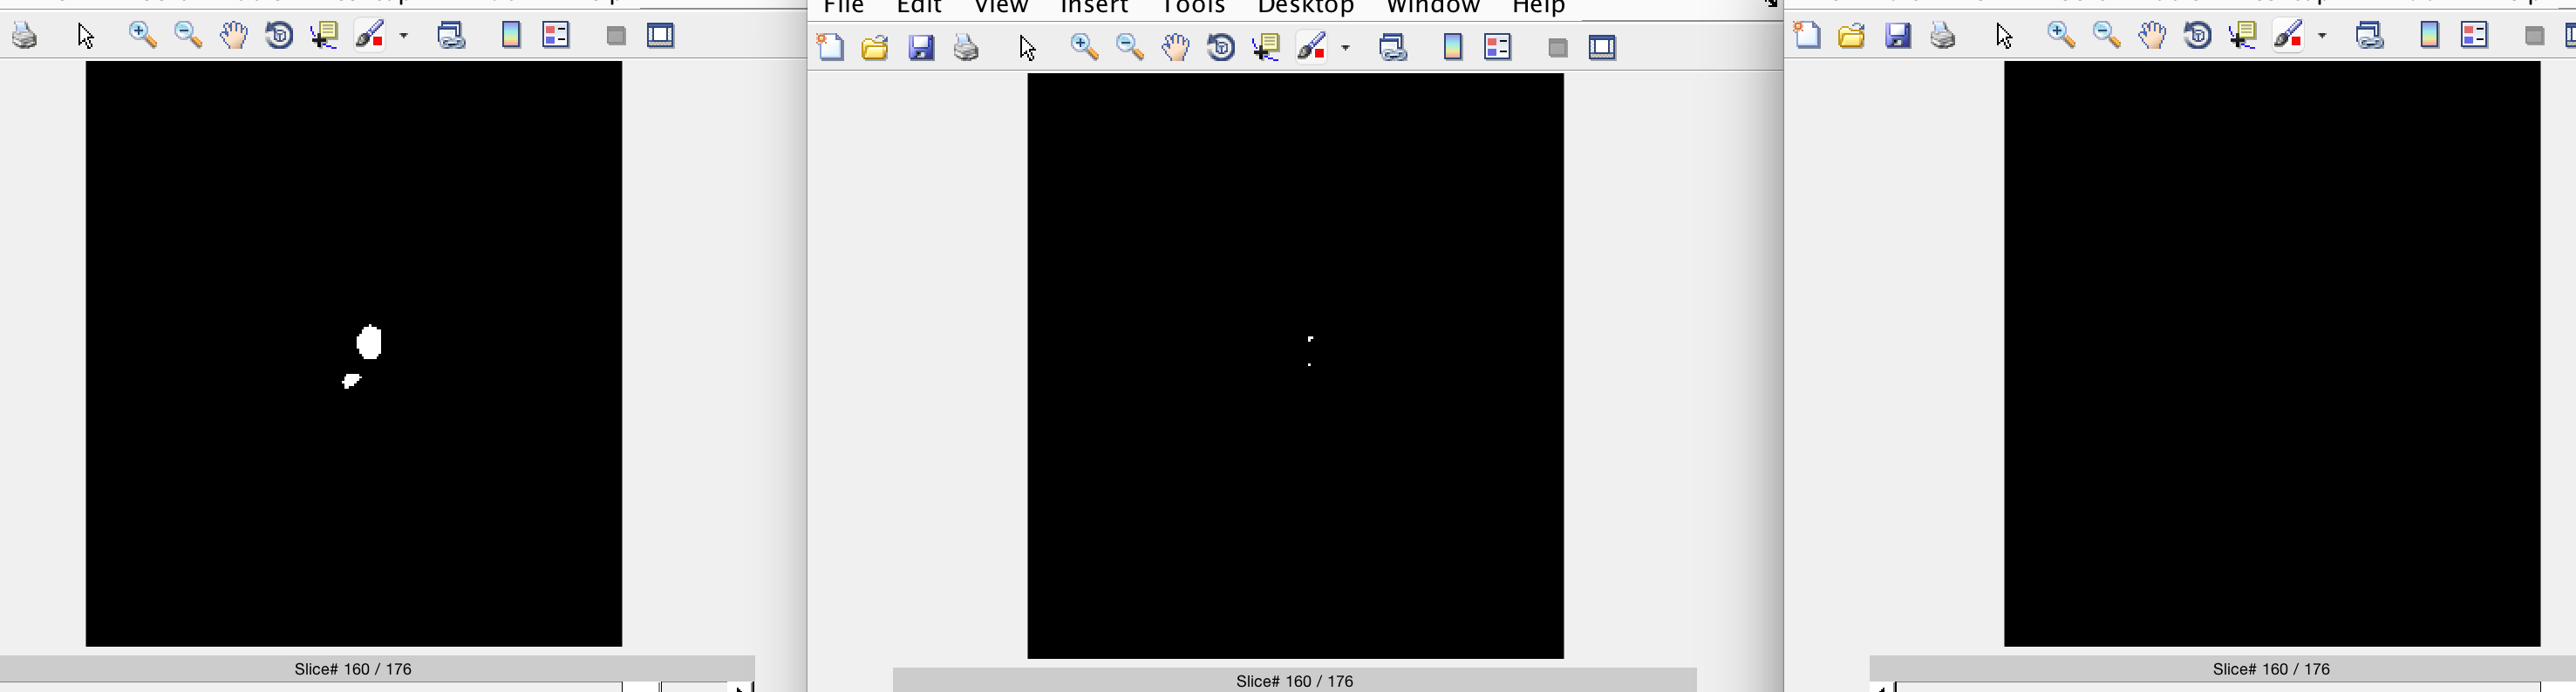 File Edit View Insert Tools Desktop Window Help
Slice# 160 / 176
Slice# 160 / 176
Slice# 160 / 176